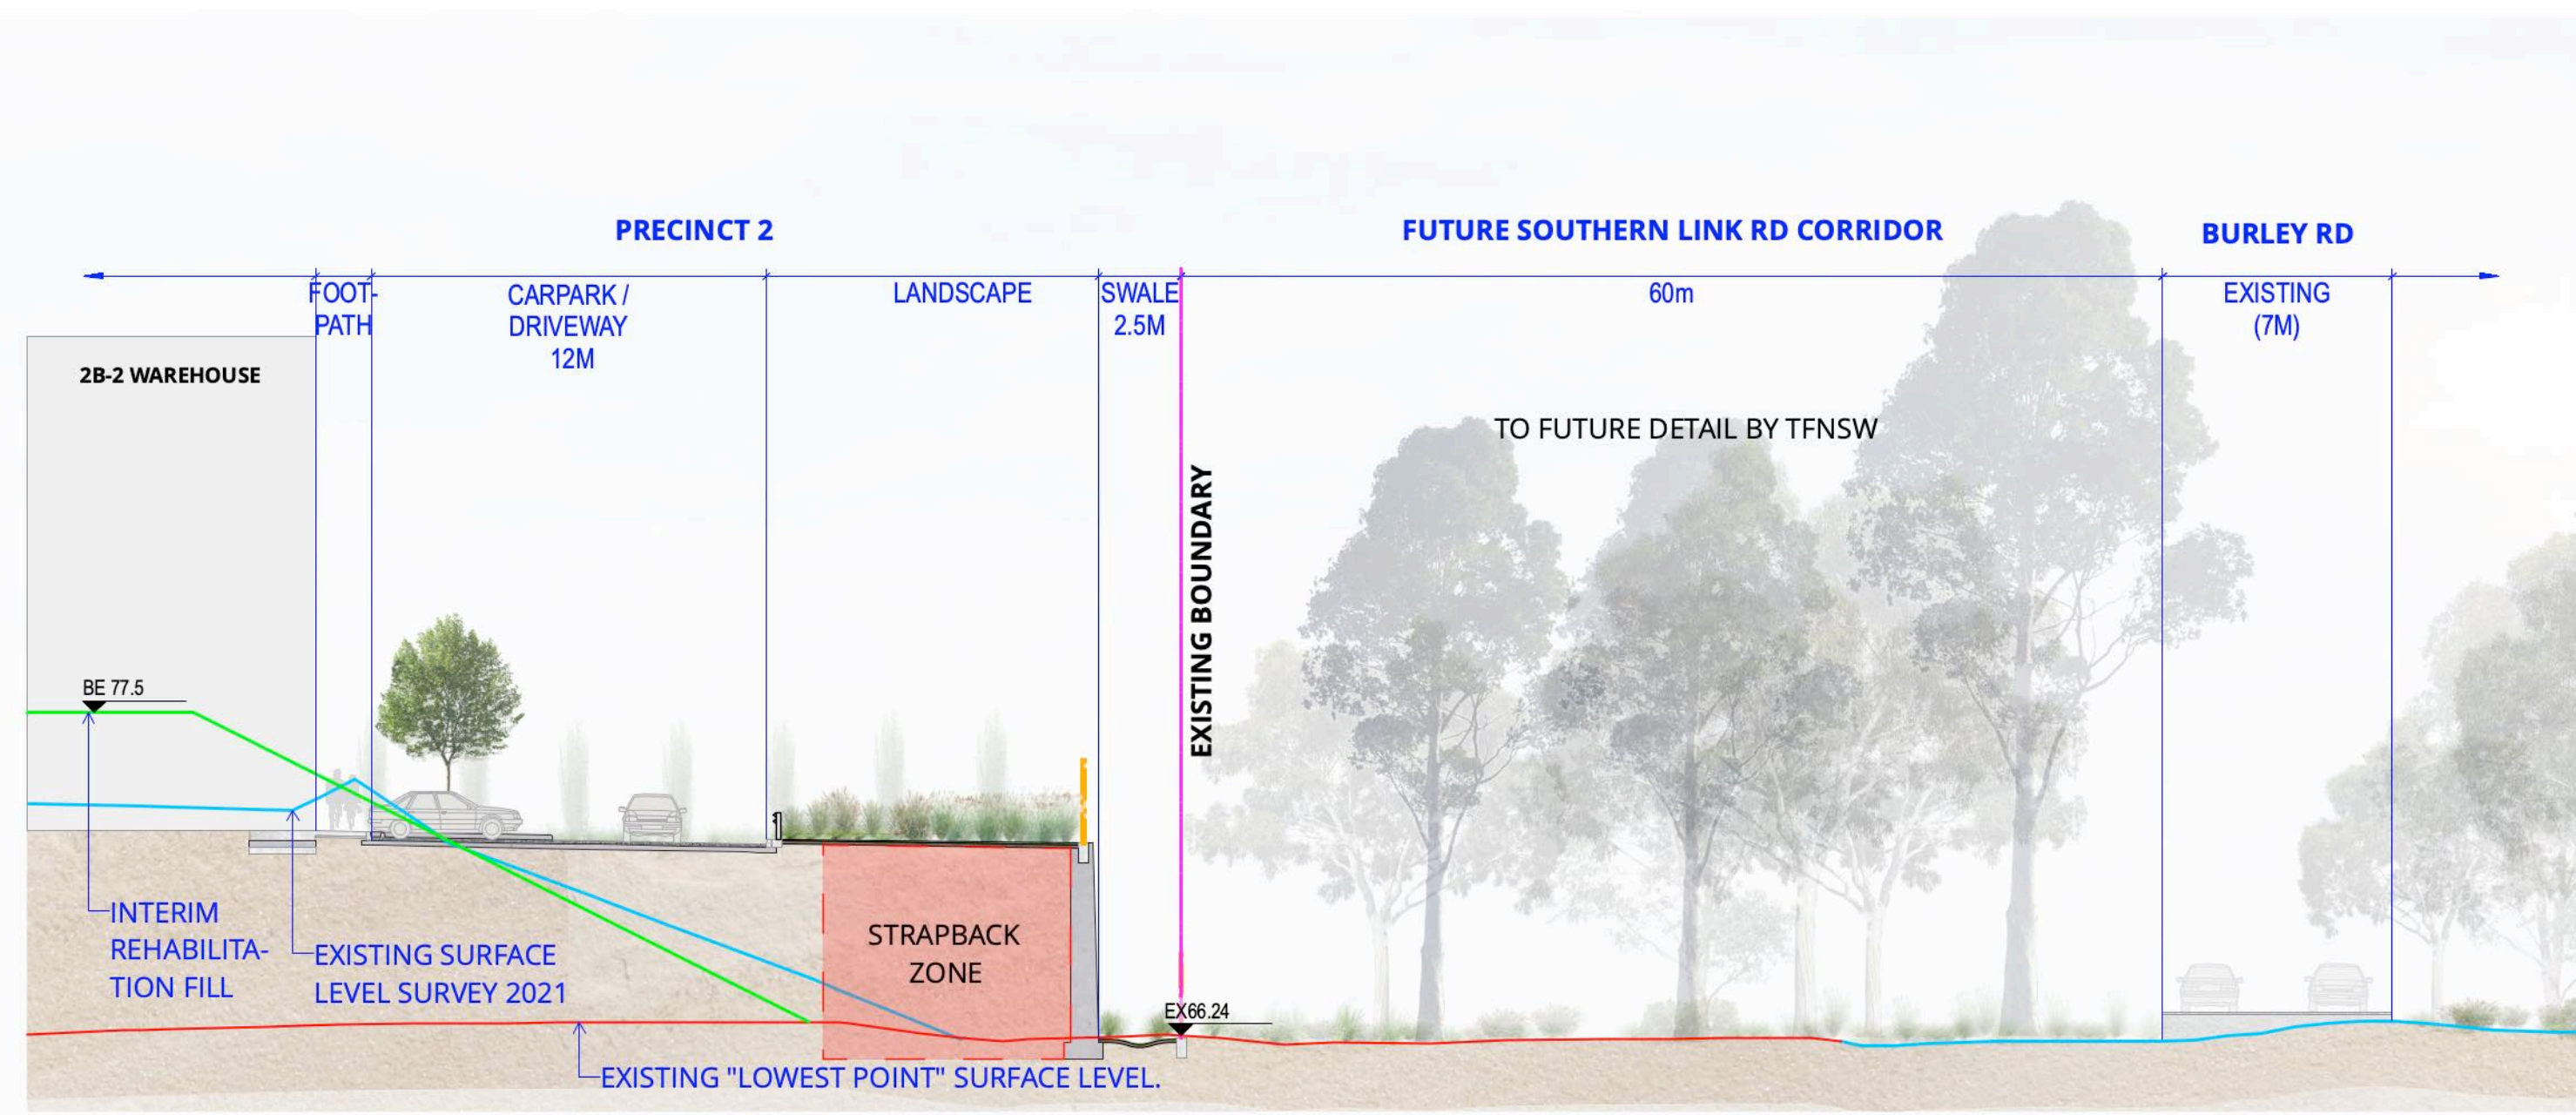 PRECINCT 2
FUTURE SOUTHERN LINK RD CORRIDOR
BURLEY RD
FOOT-
PATH
CARPARK /
DRIVEWAY
12M
LANDSCAPE
SWALE
2.5M
60m
EXISTING
(7M)
2B-2 WAREHOUSE
TO FUTURE DETAIL BY TFNSW
EXISTING BOUNDARY
BE 77.5
INTERIM
REHABILITA-
TION FILL
EXISTING SURFACE
LEVEL SURVEY 2021
STRAPBACK
ZONE
EX66.24
EXISTING "LOWEST POINT" SURFACE LEVEL.